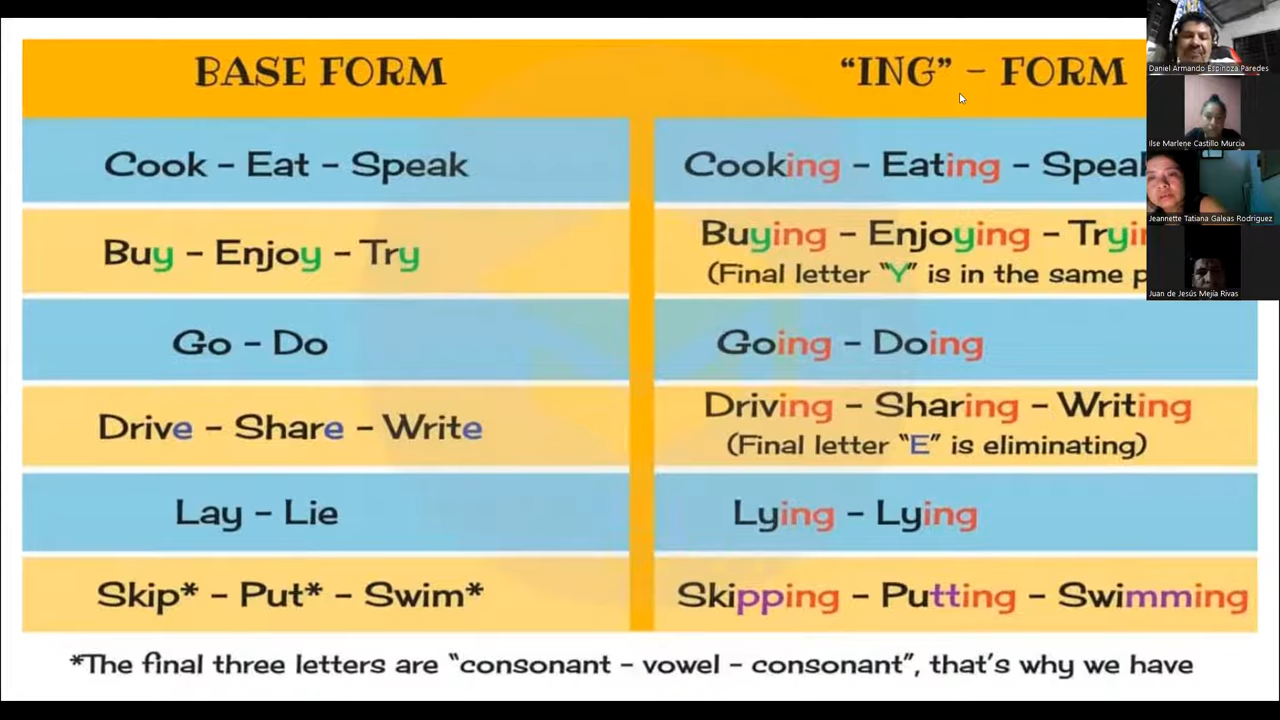 BASE FORM
"ING" - FORM
Cook - Eat - Speak
Cooking - Eating - Speak
Buy - Enjoy - Try
Buying - Enjoying - Tryi
(Final letter "Y" is in the same p
Go - Do
Going - Doing
Drive - Share - Write
Driving - Sharing - Writing
(Final letter "E" is eliminating)
Lay - Lie
Lying - Lying
Skip* - Put* - Swim*
Skipping - Putting - Swimming
*The final three letters are "consonant - vowel - consonant", that's why we have
Daniel Armando Espinoza Paredes
Ilse Marlene Castillo Murcia
Jeannette Tatiana Galeas Rodriguez
Juan de Jesús Mejía Rivas